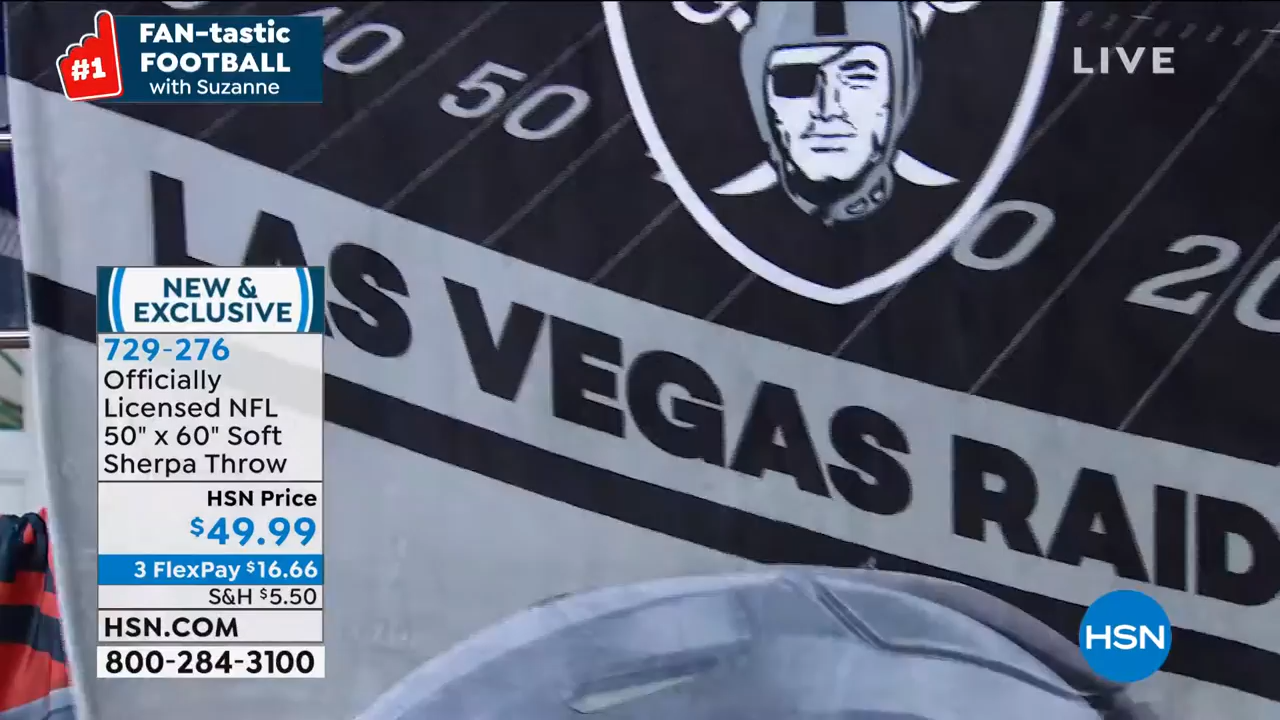 #1
FAN-tastic
FOOTBALL
with Suzanne
LIVE
50
20
LAS VEGAS RAID
NEW &
EXCLUSIVE
729-276
Officially
Licensed NFL
50" x 60" Soft
Sherpa Throw
HSN Price
$49.99
3 FlexPay $16.66
S&H $5.50
HSN.COM
800-284-3100
HSN